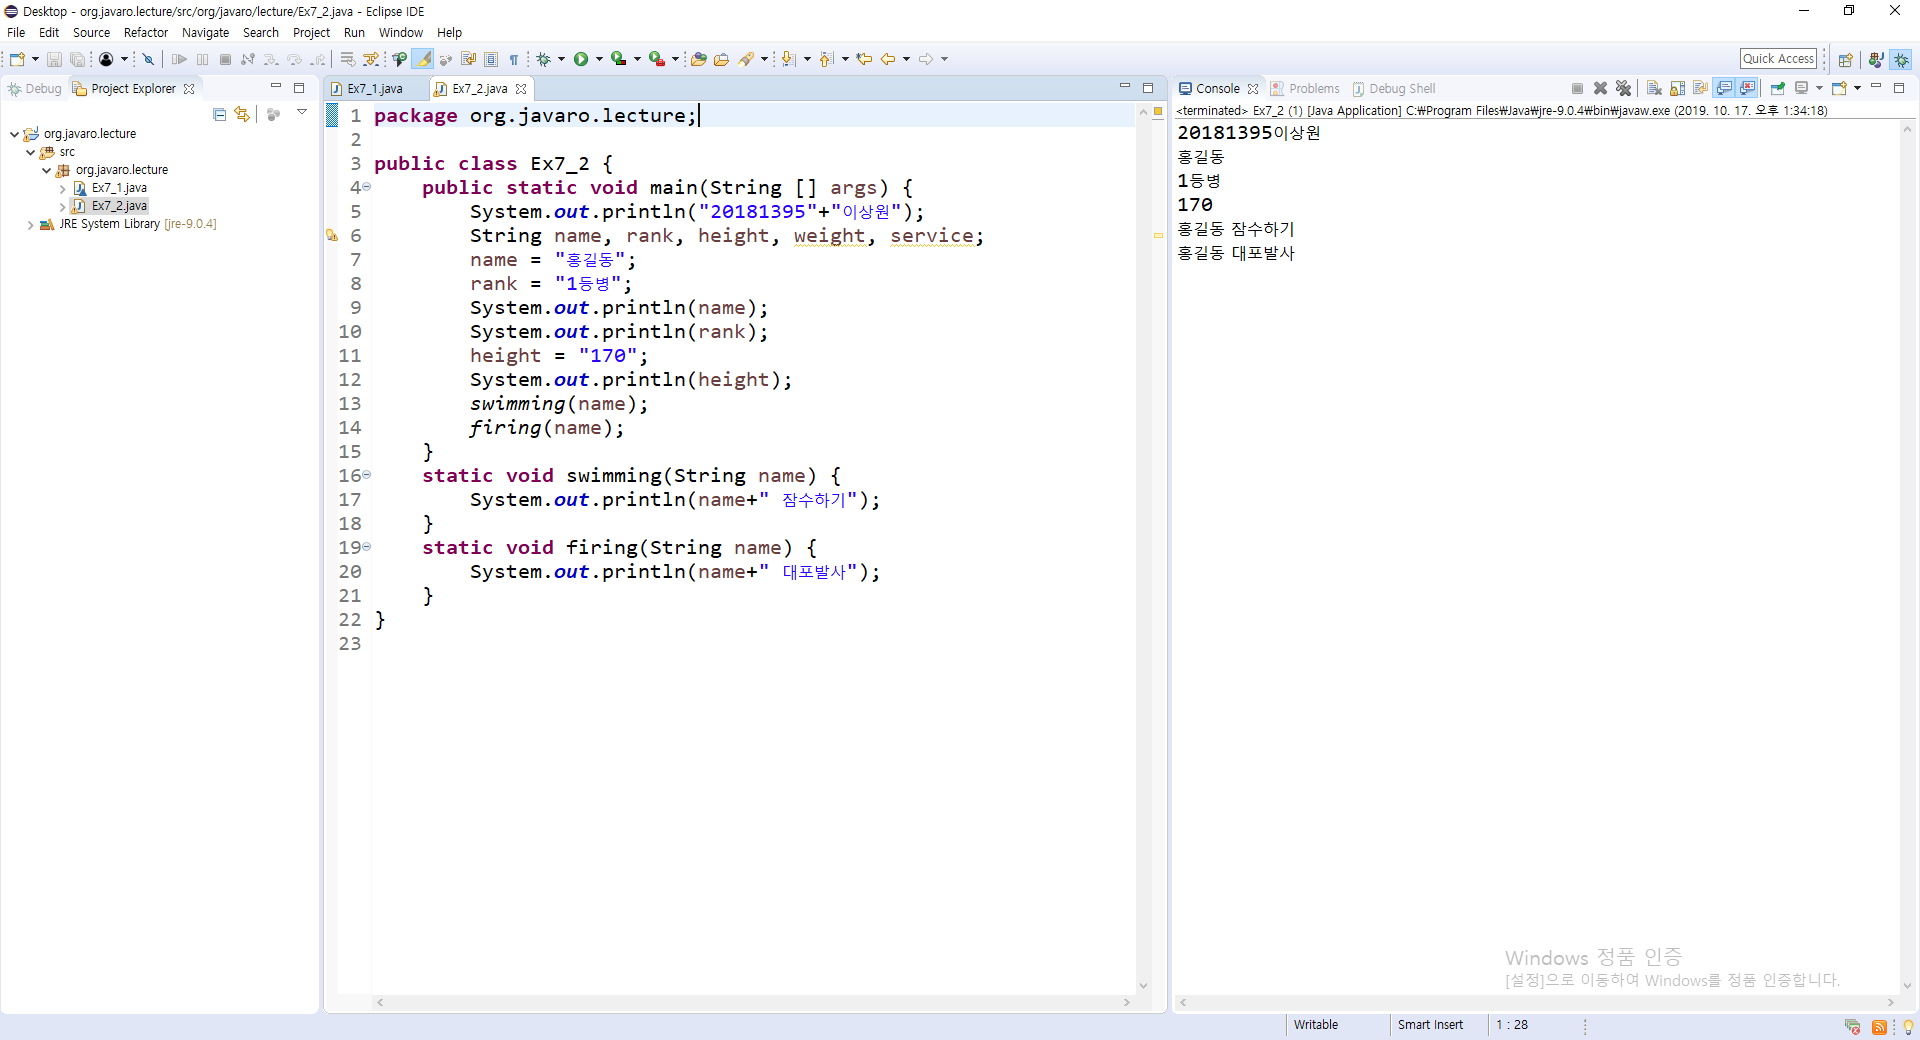 Desktop - org.javaro.lecture/src/org/javaro/lecture/Ex7_2.java - Eclipse IDE
File Edit Source Refactor Navigate Search Project Run Window Help
Quick Access
Debug Project Explorer
org.javaro.lecture
src
org.javaro.lecture
Ex7_1.java
Ex7_2.java
JRE System Library [jre-9.0.4]
Ex7_1.java Ex7_2.java
1 package org.javaro.lecture;
2
3 public class Ex7_2 {
4 public static void main(String [] args) {
5 System.out.println("20181395"+"이상원");
6 String name, rank, height, weight, service;
7 name = "홍길동";
8 rank = "1등병";
9 System.out.println(name);
10 System.out.println(rank);
11 height = "170";
12 System.out.println(height);
13 swimming(name);
14 firing(name);
15 }
16 static void swimming(String name) {
17 System.out.println(name+" 잠수하기");
18 }
19 static void firing(String name) {
20 System.out.println(name+" 대포발사");
21 }
22 }
23
Console Problems Debug Shell
<terminated> Ex7_2 (1) [Java Application] C:₩Program Files₩Java₩jre-9.0.4₩bin₩javaw.exe (2019. 10. 17. 오후 1:34:18)
20181395이상원
홍길동
1등병
170
홍길동 잠수하기
홍길동 대포발사
Windows 정품 인증
[설정]으로 이동하여 Windows를 정품 인증합니다.
Writable Smart Insert 1 : 28